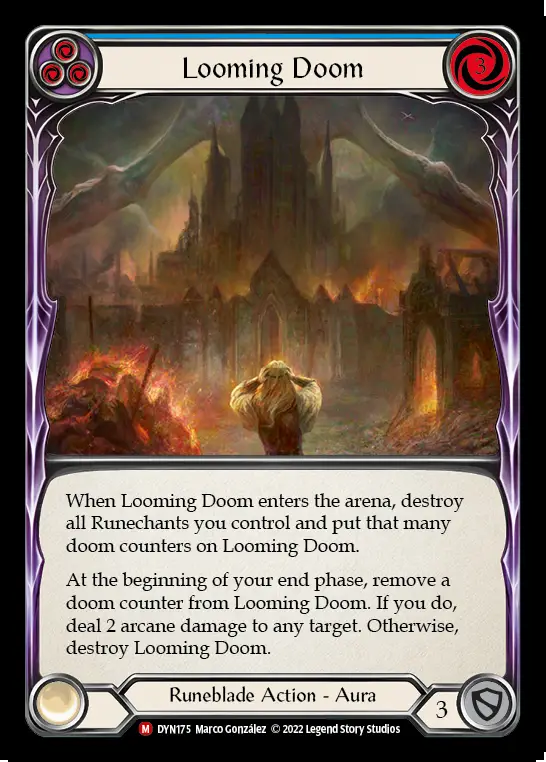 Looming Doom
3
When Looming Doom enters the arena, destroy
all Runechants you control and put that many
doom counters on Looming Doom.
At the beginning of your end phase, remove a
doom counter from Looming Doom. If you do,
deal 2 arcane damage to any target. Otherwise,
destroy Looming Doom.
Runeblade Action - Aura
3
M DYN175 Marco González © 2022 Legend Story Studios